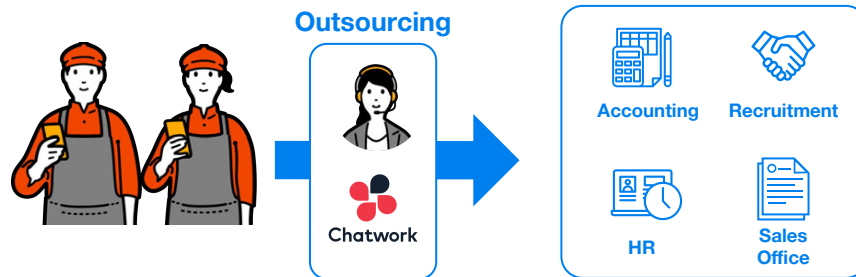 Outsourcing
Chatwork
Accounting
Recruitment
HR
Sales
Office